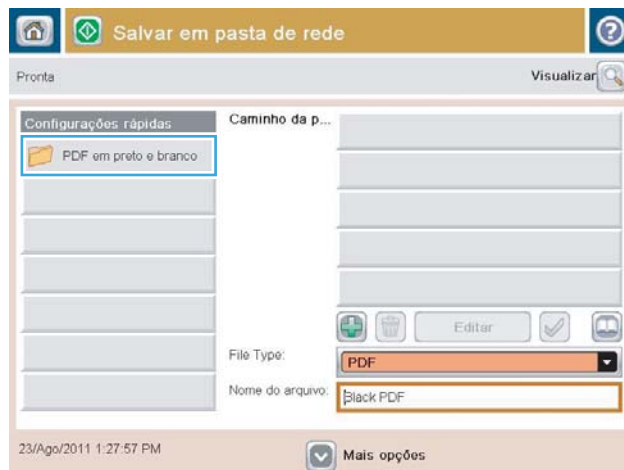 Salvar em pasta de rede
Pronta
Visualizar
Configurações rápidas
Caminho da p...
PDF em preto e branco
Editar
File Type:
PDF
Nome do arquivo:
Black PDF
23/Ago/2011 1:27:57 PM
Mais opções